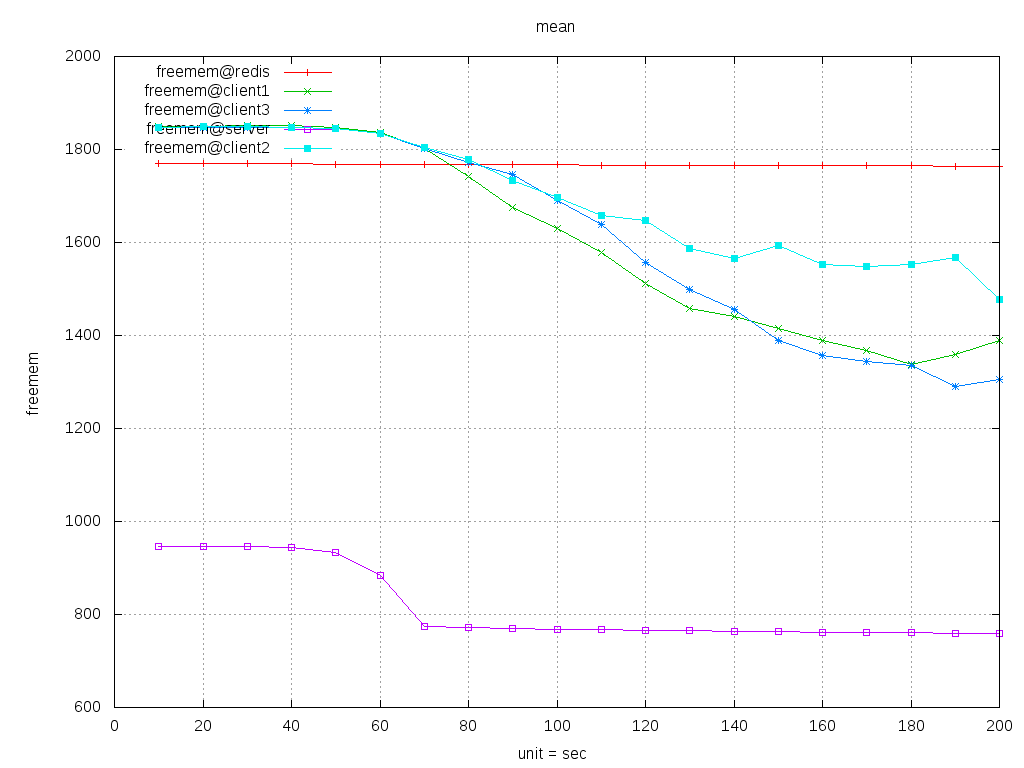 mean
2000
1800
1600
1400
1200
1000
800
600
freemem
freemem@redis
freemem@client1
freemem@client3
freemem@server
freemem@client2
0 20 40 60 80 100 120 140 160 180 200
unit = sec